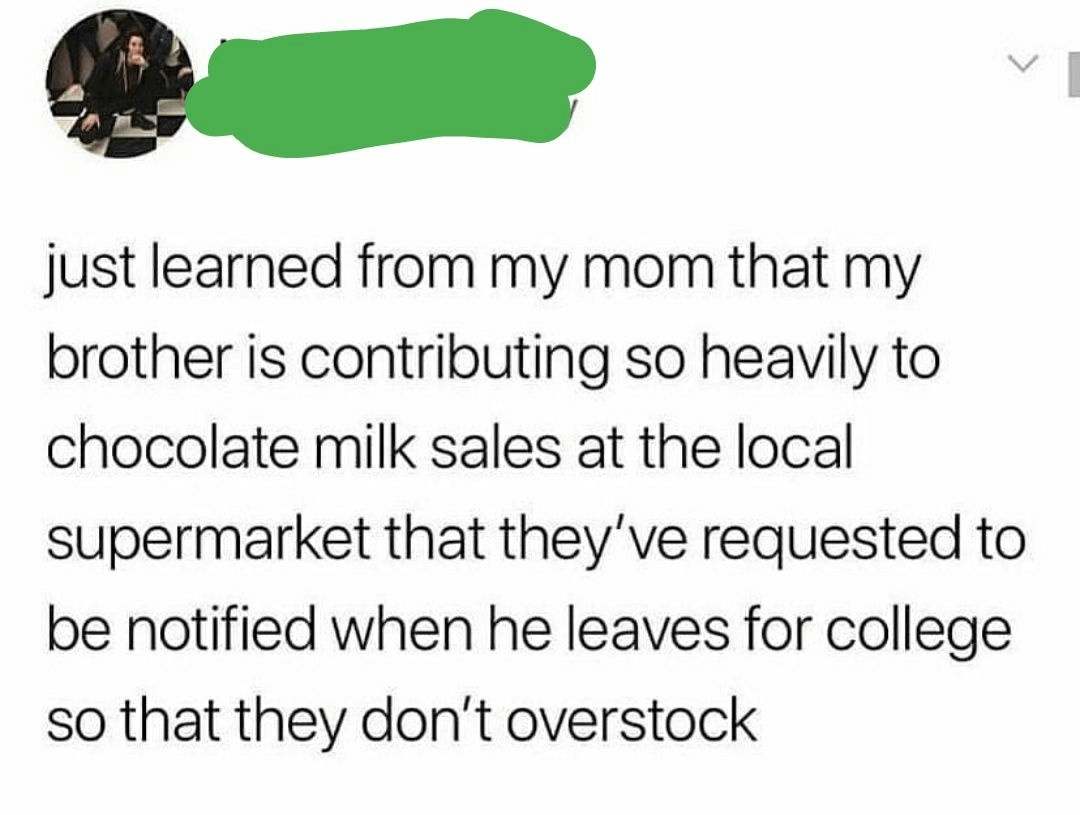 just learned from my mom that my
brother is contributing so heavily to
chocolate milk sales at the local
supermarket that they've requested to
be notified when he leaves for college
so that they don't overstock